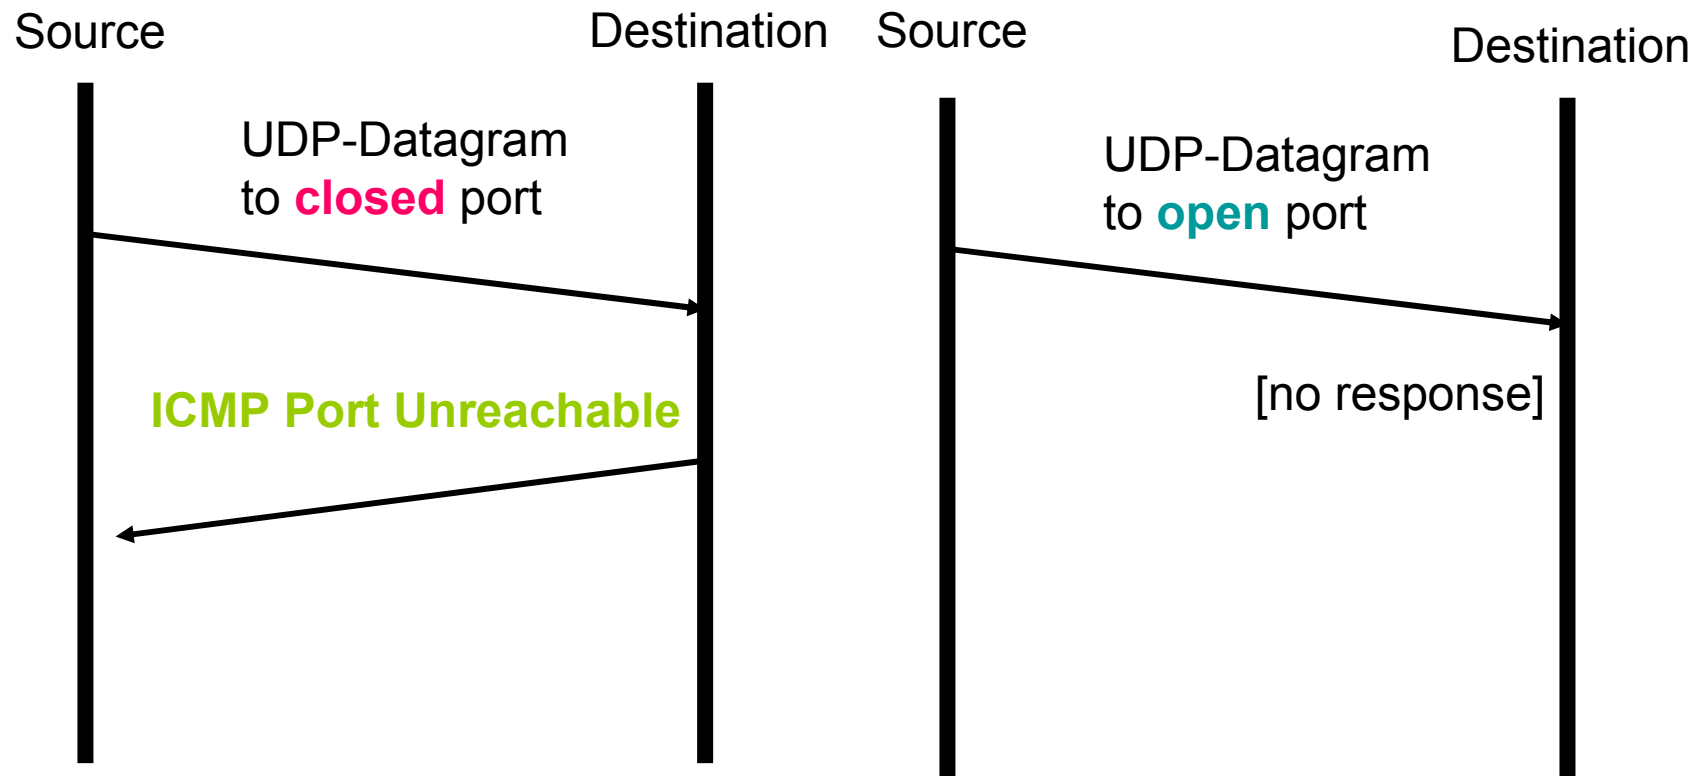 Source
Destination
UDP-Datagram
to closed port
ICMP Port Unreachable
Source
Destination
UDP-Datagram
to open port
[no response]